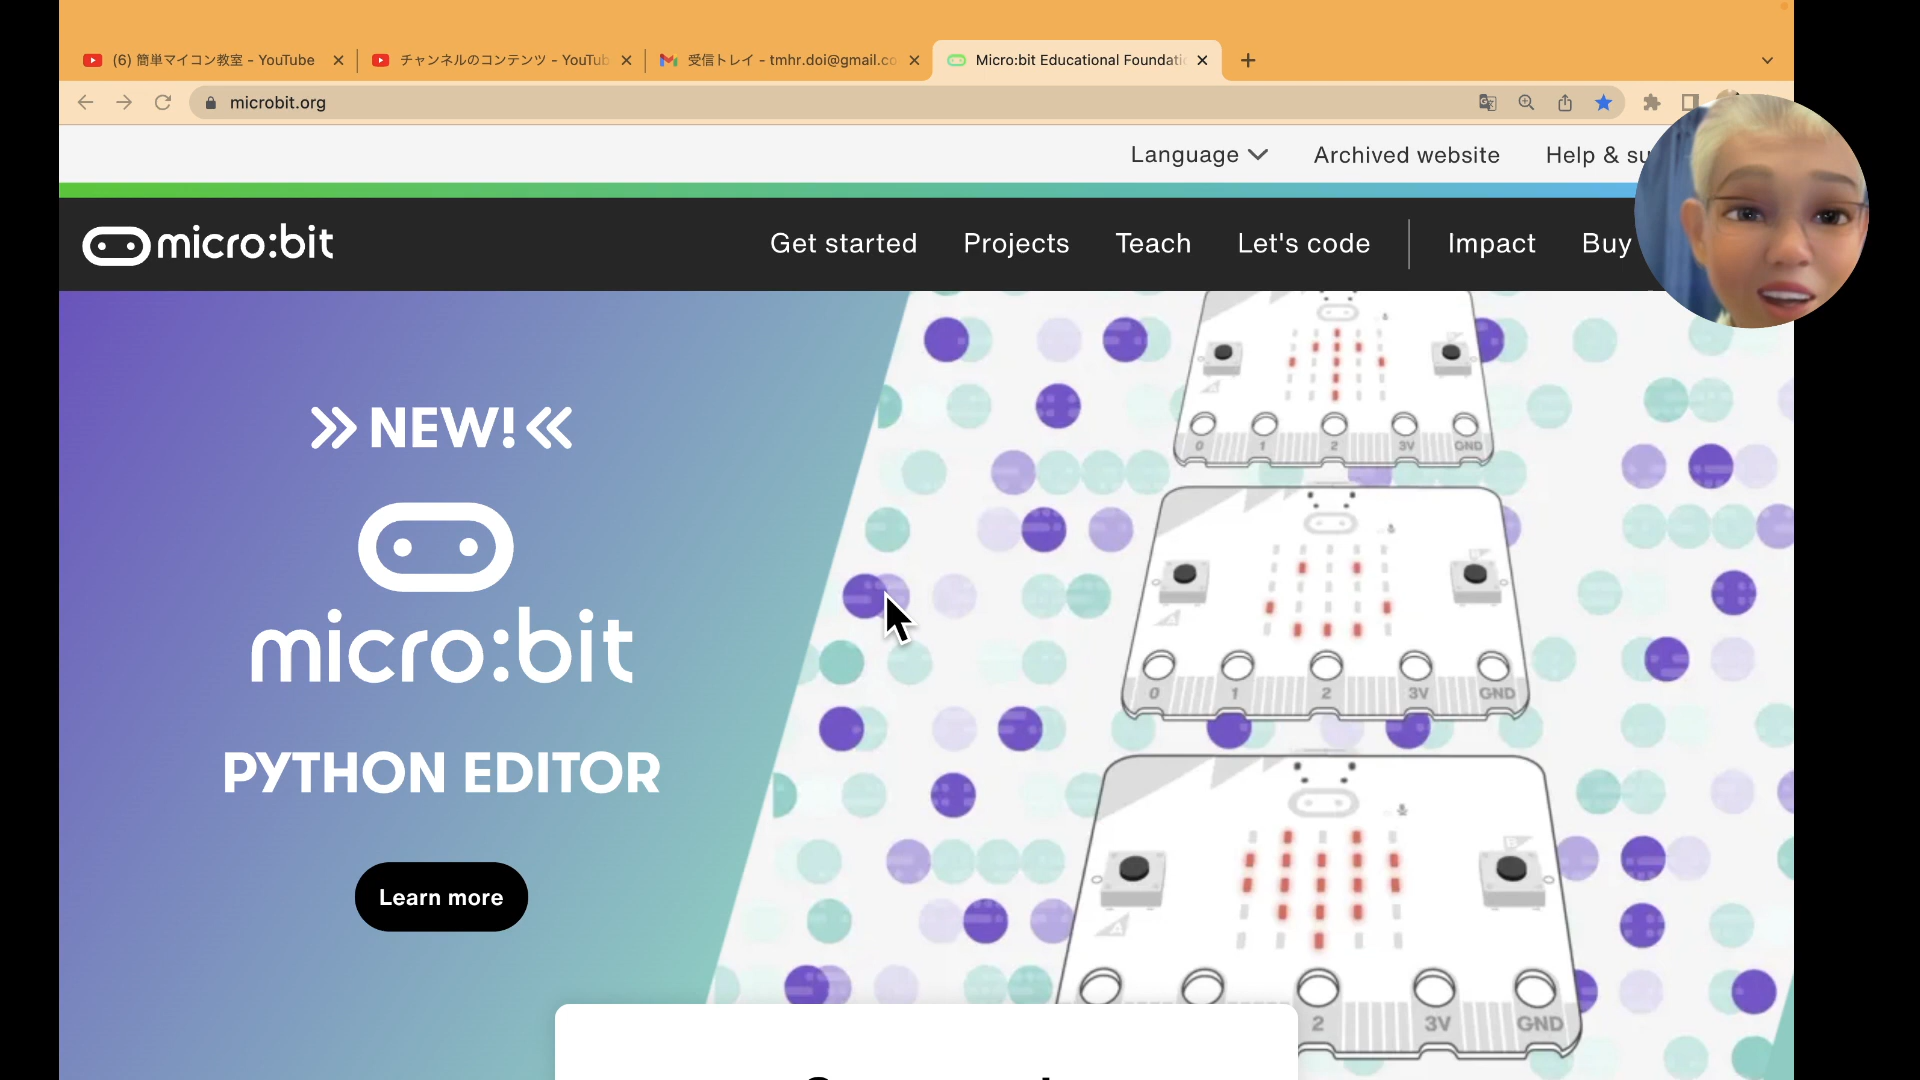 (6) 簡単マイコン教室 - YouTube
チャンネルのコンテンツ - YouTub
受信トレイ - tmhr.doi@gmail.co
Micro:bit Educational Foundati
microbit.org
Language
Archived website
Help & su
micro:bit
Get started
Projects
Teach
Let's code
Impact
Buy
NEW!
micro:bit
PYTHON EDITOR
Learn more
0 1 2 3V GND
0 1 2 3V GND
A
B
2 3V GND